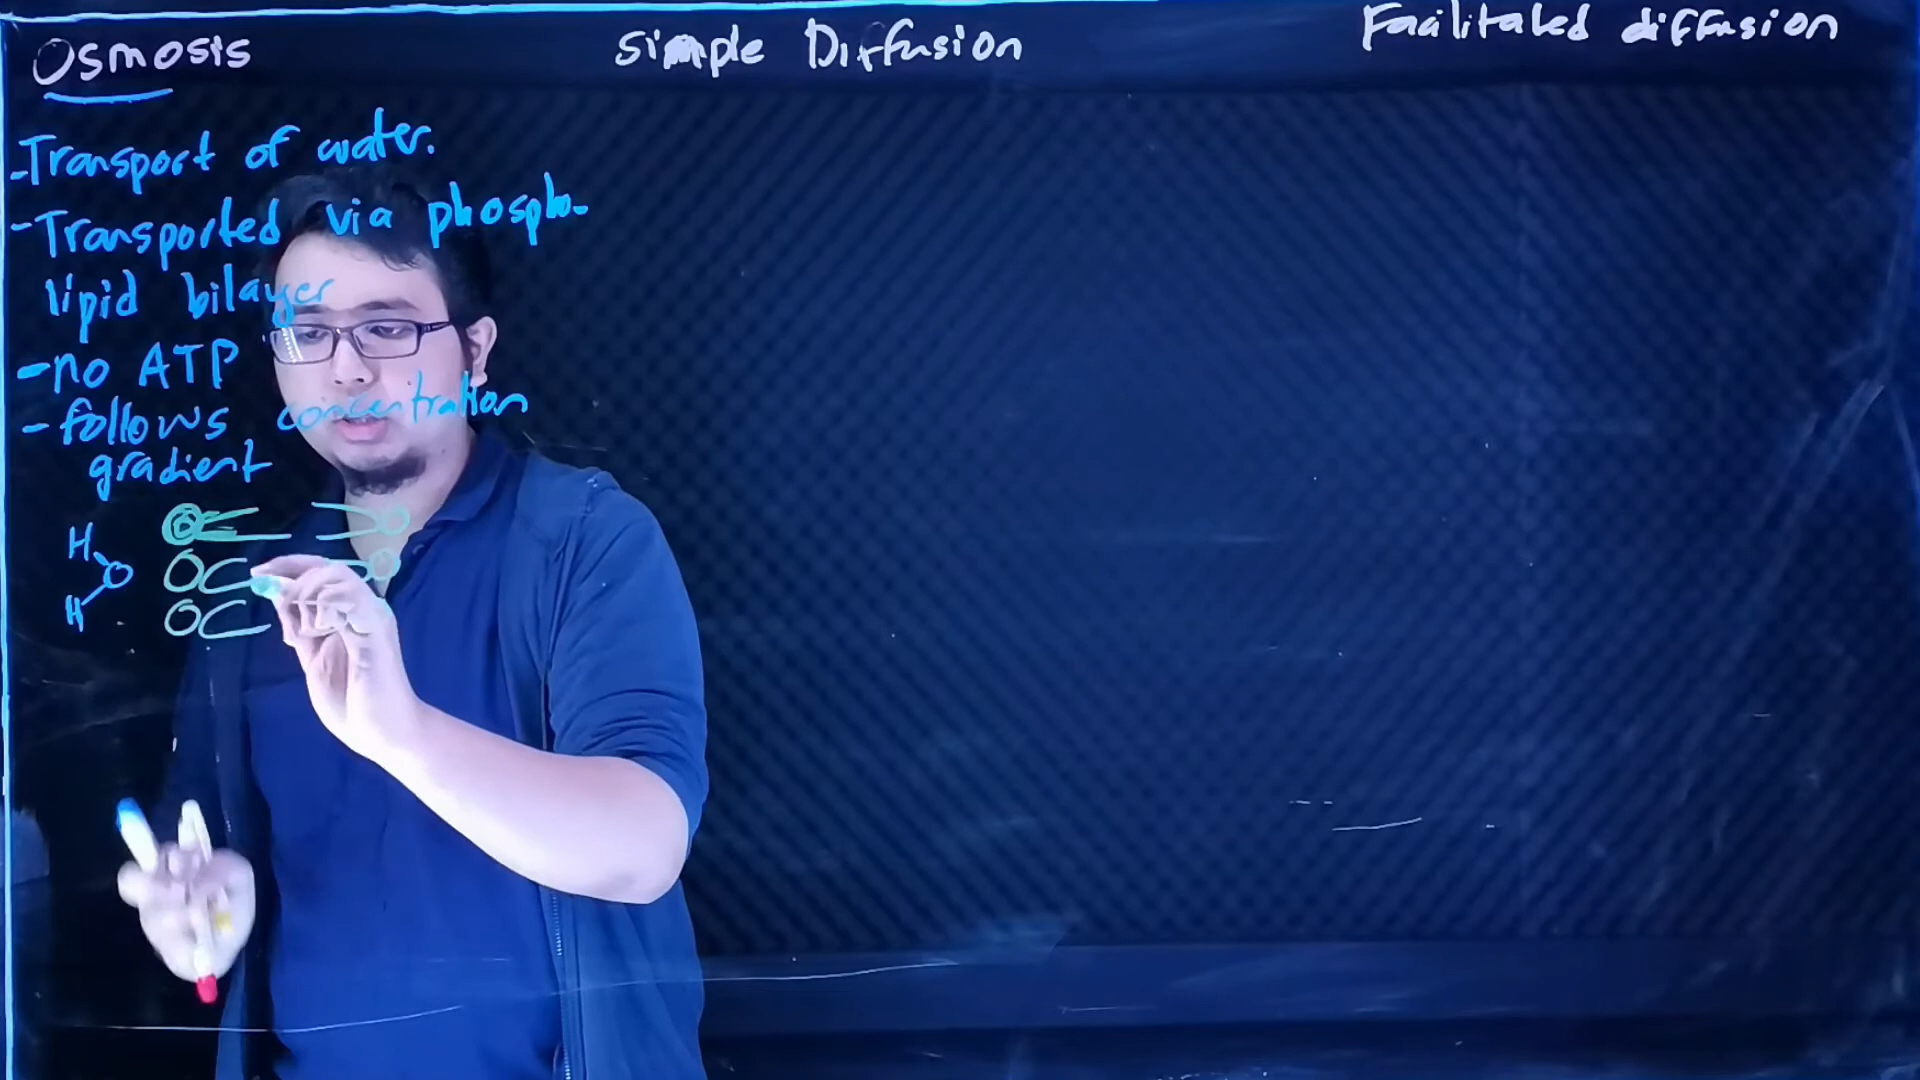 Osmosis
Simple Diffusion
Facilitated diffusion
-Transport of water.
-Transported via phospho-
lipid bilayer
-no ATP
-follows concentration
gradient
H
O
H